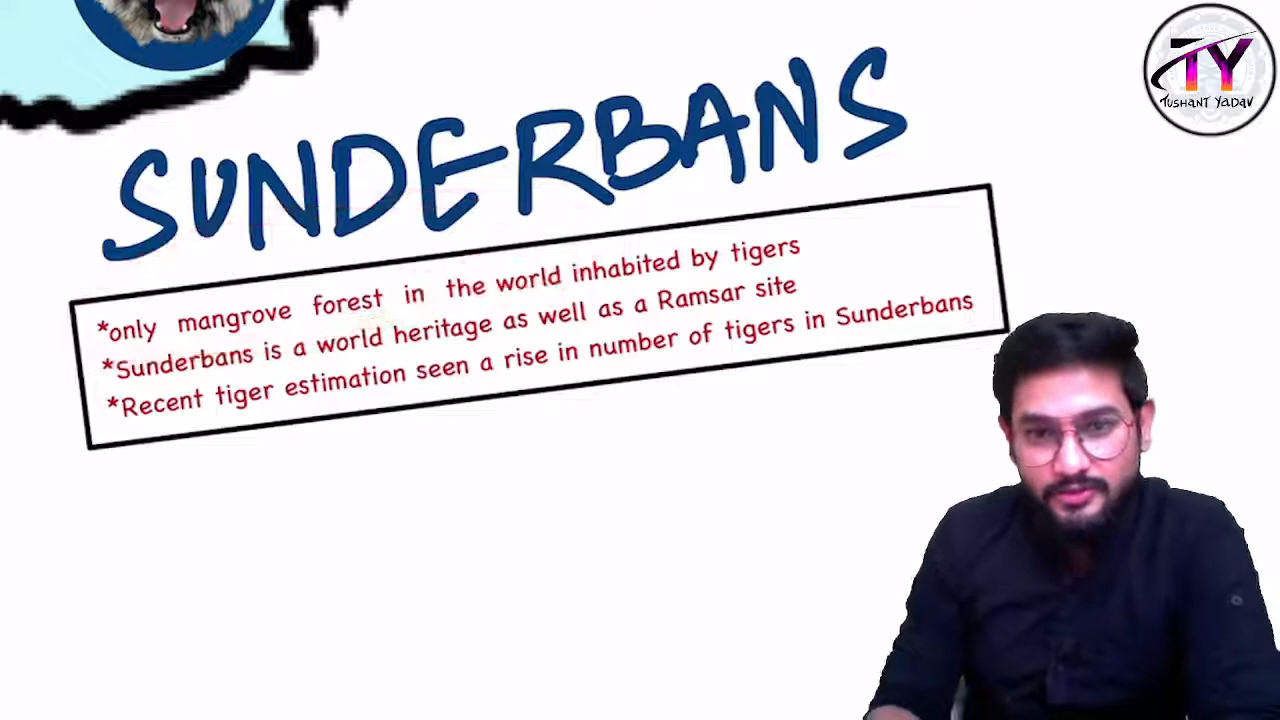 TY
TUSHANT YADAV
SUNDERBANS
*only mangrove forest in the world inhabited by tigers
*Sunderbans is a world heritage as well as a Ramsar site
*Recent tiger estimation seen a rise in number of tigers in Sunderbans